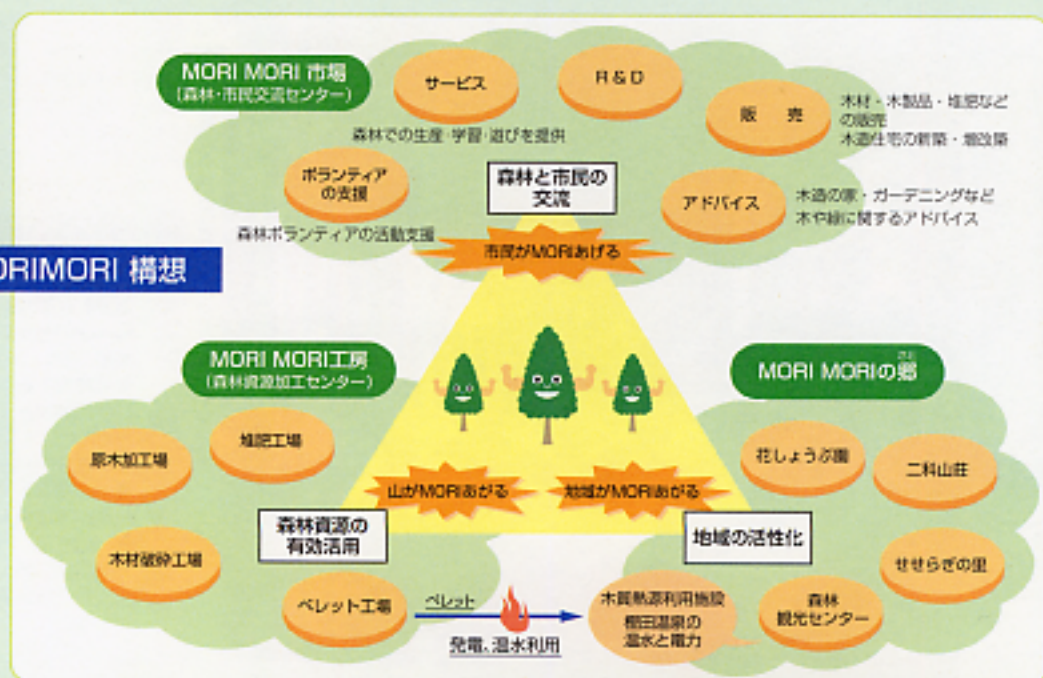 MORI MORI 市場
(森林・市民交流センター)
サービス
R & D
販 売
木材・木製品・堆肥など
の販売
木造住宅の新築・増改築
森林での生産・学習・遊びを提供
ボランティア
の支援
森林と市民の
交流
アドバイス
木造の家・ガーデニングなど
木や緑に関するアドバイス
森林ボランティアの活動支援
市民がMORIあげる
ORIMORI 構想
MORI MORI工房
(森林資源加工センター)
MORI MORIの郷
さと
堆肥工場
原木加工場
花しょうぶ園
二科山荘
山がMORIあがる
地域がMORIあがる
森林資源の
有効活用
地域の活性化
木材破砕工場
せせらぎの里
ペレット工場
ペレット
発電、温水利用
木質熱源利用施設
棚田温泉の
温水と電力
森林
観光センター